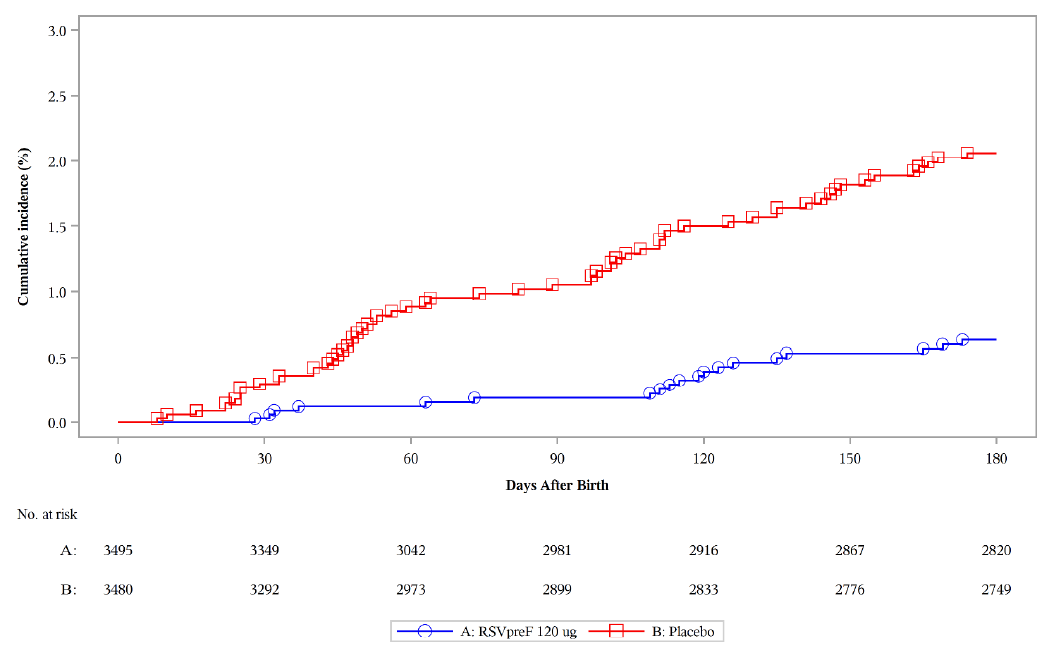 3.0
2.5
2.0
1.5
1.0
0.5
0.0
Cumulative incidence (%)
0 30 60 90 120 150 180
Days After Birth
No. at risk
A: 3495 3349 3042 2981 2916 2867 2820
B: 3480 3292 2973 2899 2833 2776 2749
A: RSVpreF 120 ug B: Placebo